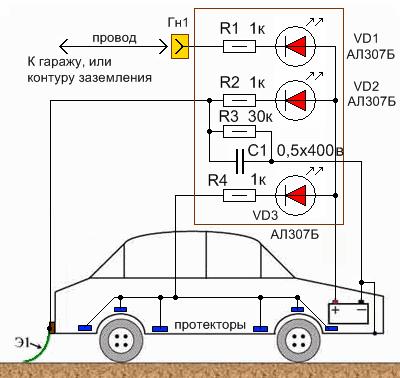 Гн1
R1 1к
провод
VD1
АЛ307Б
К гаражу, или
контуру заземления
R2 1к
VD2
АЛ307Б
R3 30к
C1 0,5х400в
R4 1к
VD3
АЛ307Б
+ -
протекторы
Э1